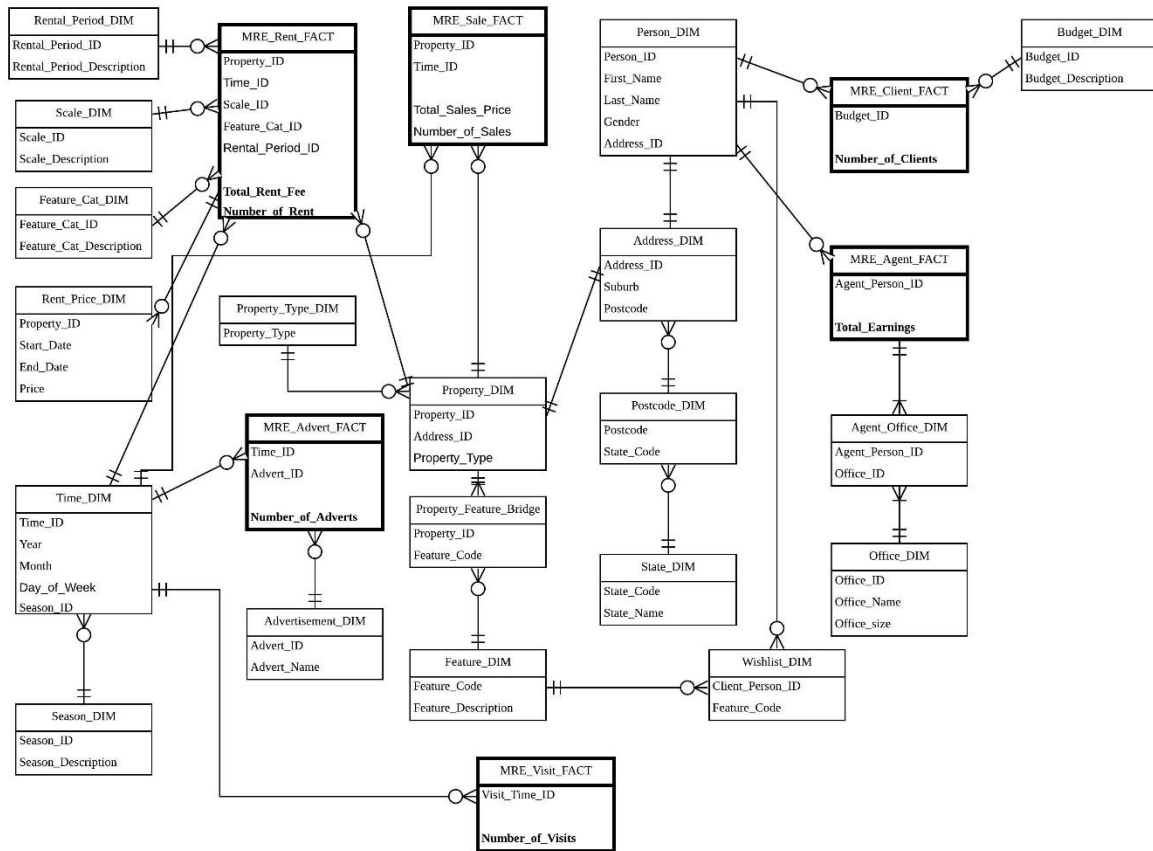 Rental_Period_DIM
Rental_Period_ID
Rental_Period_Description
MRE_Rent_FACT
Property_ID
Time_ID
Scale_ID
Feature_Cat_ID
Rental_Period_ID
Total_Rent_Fee
Number_of_Rent
MRE_Sale_FACT
Property_ID
Time_ID
Total_Sales_Price
Number_of_Sales
Person_DIM
Person_ID
First_Name
Last_Name
Gender
Address_ID
MRE_Client_FACT
Budget_ID
Number_of_Clients
Budget_DIM
Budget_ID
Budget_Description
Scale_DIM
Scale_ID
Scale_Description
Feature_Cat_DIM
Feature_Cat_ID
Feature_Cat_Description
Rent_Price_DIM
Property_ID
Start_Date
End_Date
Price
Property_Type_DIM
Property_Type
Address_DIM
Address_ID
Suburb
Postcode
MRE_Agent_FACT
Agent_Person_ID
Total_Earnings
Property_DIM
Property_ID
Address_ID
Property_Type
MRE_Advert_FACT
Time_ID
Advert_ID
Number_of_Adverts
Postcode_DIM
Postcode
State_Code
Agent_Office_DIM
Agent_Person_ID
Office_ID
Time_DIM
Time_ID
Year
Month
Day_of_Week
Season_ID
Property_Feature_Bridge
Property_ID
Feature_Code
State_DIM
State_Code
State_Name
Office_DIM
Office_ID
Office_Name
Office_size
Advertisement_DIM
Advert_ID
Advert_Name
Feature_DIM
Feature_Code
Feature_Description
Wishlist_DIM
Client_Person_ID
Feature_Code
Season_DIM
Season_ID
Season_Description
MRE_Visit_FACT
Visit_Time_ID
Number_of_Visits